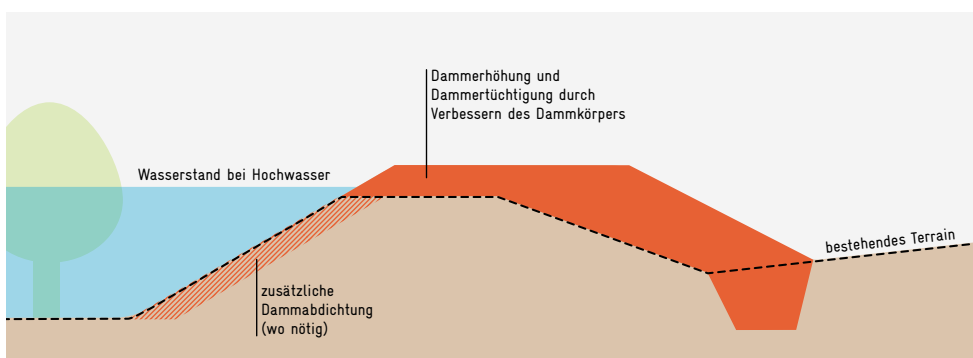 Dammerhöhung und
Dammertüchtigung durch
Verbessern des Dammkörpers
Wasserstand bei Hochwasser
bestehendes Terrain
zusätzliche
Dammabdichtung
(wo nötig)